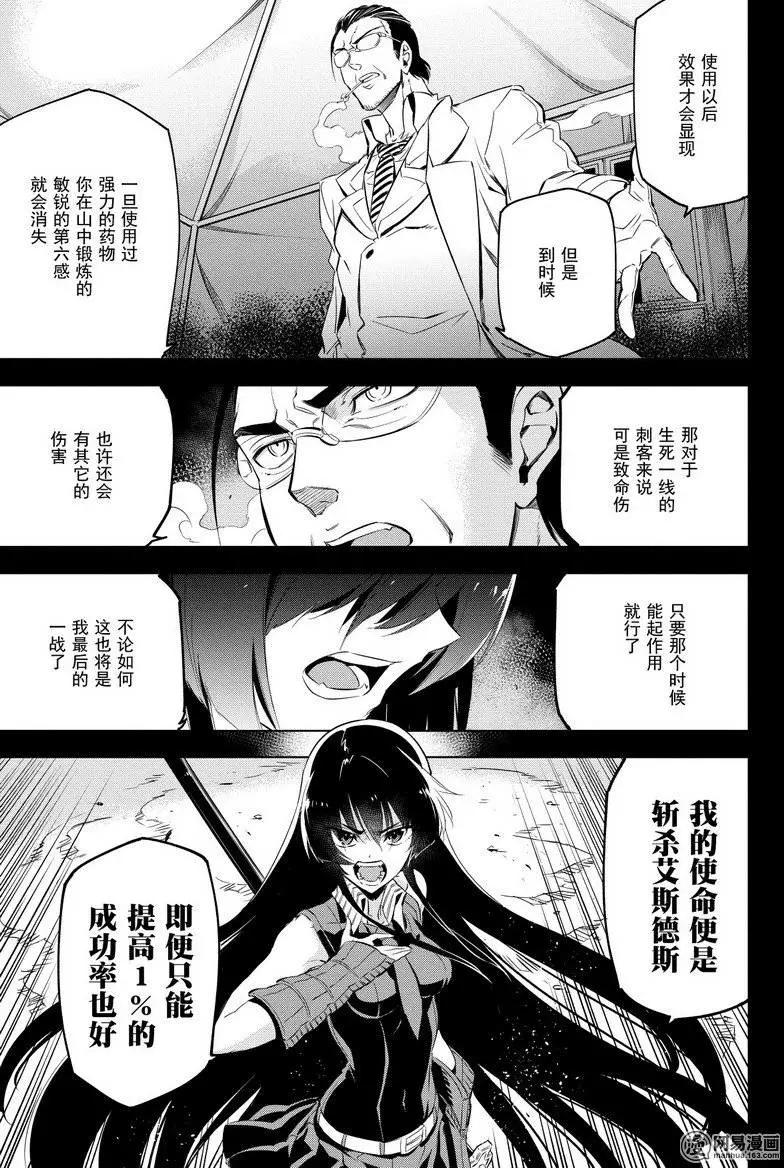 使用以后
效果才会显现
但是
到时候
一旦使用过
强力的药物
你在山中锻炼的
敏锐的第六感
就会消失
那对于
生死一线的
刺客来说
可是致命伤
也许还会
有其它的
伤害
只要那个时候
能起作用
就行了
不论如何
这也将是
我最后的
一战了
我的使命便是
斩杀艾斯德斯
即便只能
提高1%的
成功率也好
网易漫画
manhua.163.com